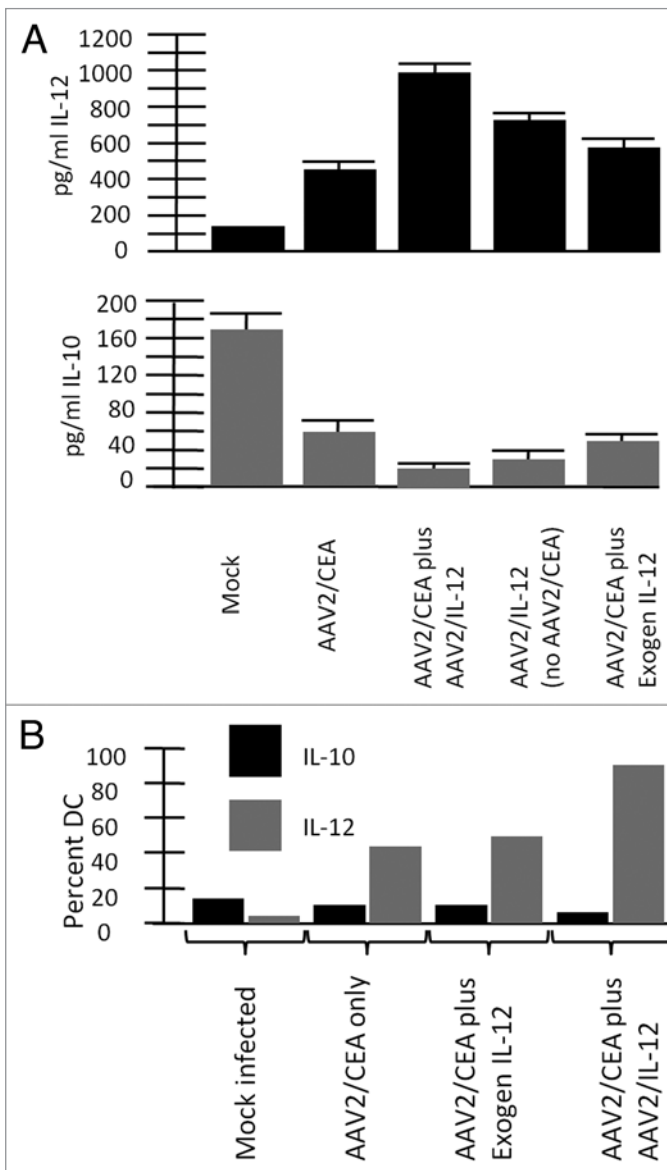 A
pg/ml IL-12
1200
1000
800
600
400
200
0
pg/ml IL-10
200
160
120
80
40
0
Mock
AAV2/CEA
AAV2/CEA plus
AAV2/IL-12
AAV2/IL-12
(no AAV2/CEA)
AAV2/CEA plus
Exogen IL-12
B
Percent DC
100
80
60
40
20
0
IL-10
IL-12
Mock infected
AAV2/CEA only
AAV2/CEA plus
Exogen IL-12
AAV2/CEA plus
AAV2/IL-12